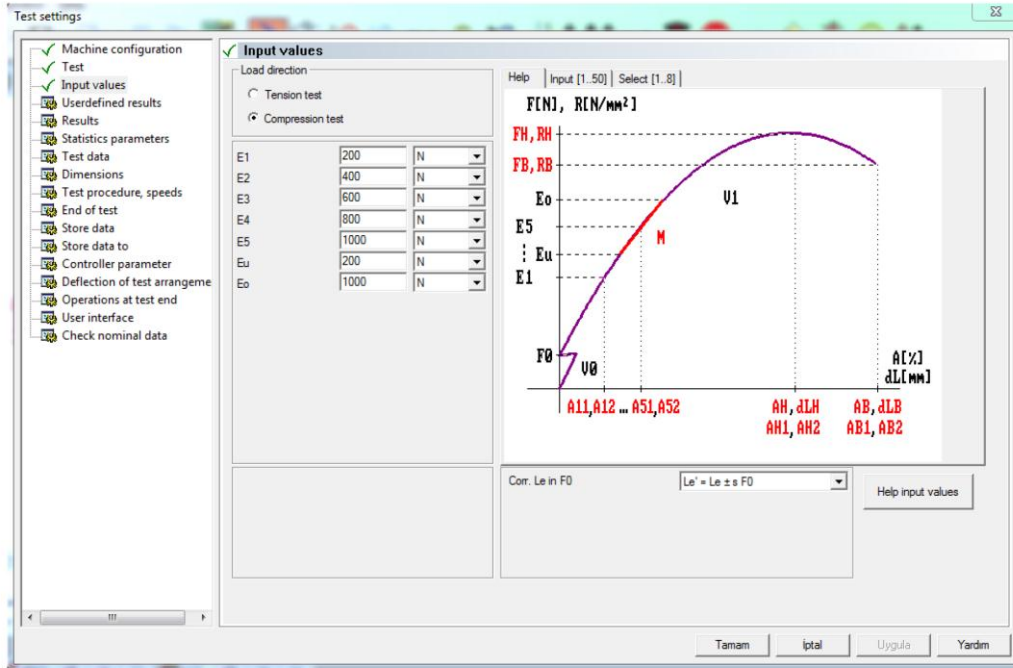 Test settings
Machine configuration
Test
Input values
Userdefined results
Results
Statistics parameters
Test data
Dimensions
Test procedure, speeds
End of test
Store data
Store data to
Controller parameter
Deflection of test arrangeme
Operations at test end
User interface
Check nominal data
Input values
Load direction
Tension test
Compression test
E1 200 N
E2 400 N
E3 600 N
E4 800 N
E5 1000 N
Eu 200 N
Eo 1000 N
Help Input [1..50] Select [1..8]
F[N], R[N/mm²]
FH, RH
FB, RB
Eo
V1
E5
M
Eu
E1
F0
V0
A[%]
dL[mm]
A11,A12 ... A51,A52 AH, dLH AB, dLB
AH1, AH2 AB1, AB2
Corr. Le in F0 Le' = Le ± s F0
Help input values
Tamam İptal Uygula Yardım